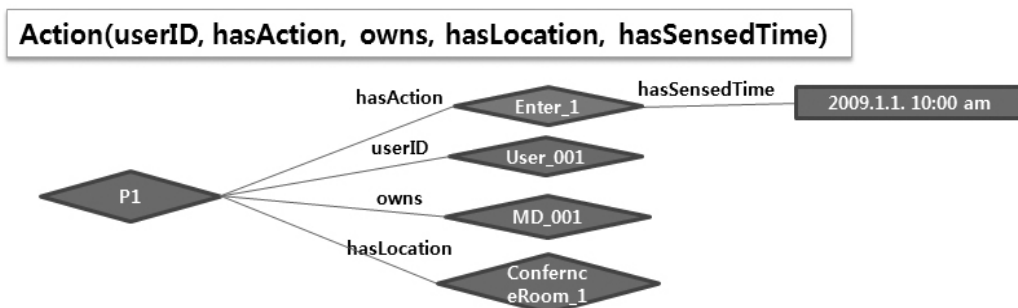 Action(userID, hasAction, owns, hasLocation, hasSensedTime)
hasAction
Enter_1
hasSensedTime
2009.1.1. 10:00 am
userID
User_001
P1
owns
MD_001
hasLocation
Confernc
eRoom_1